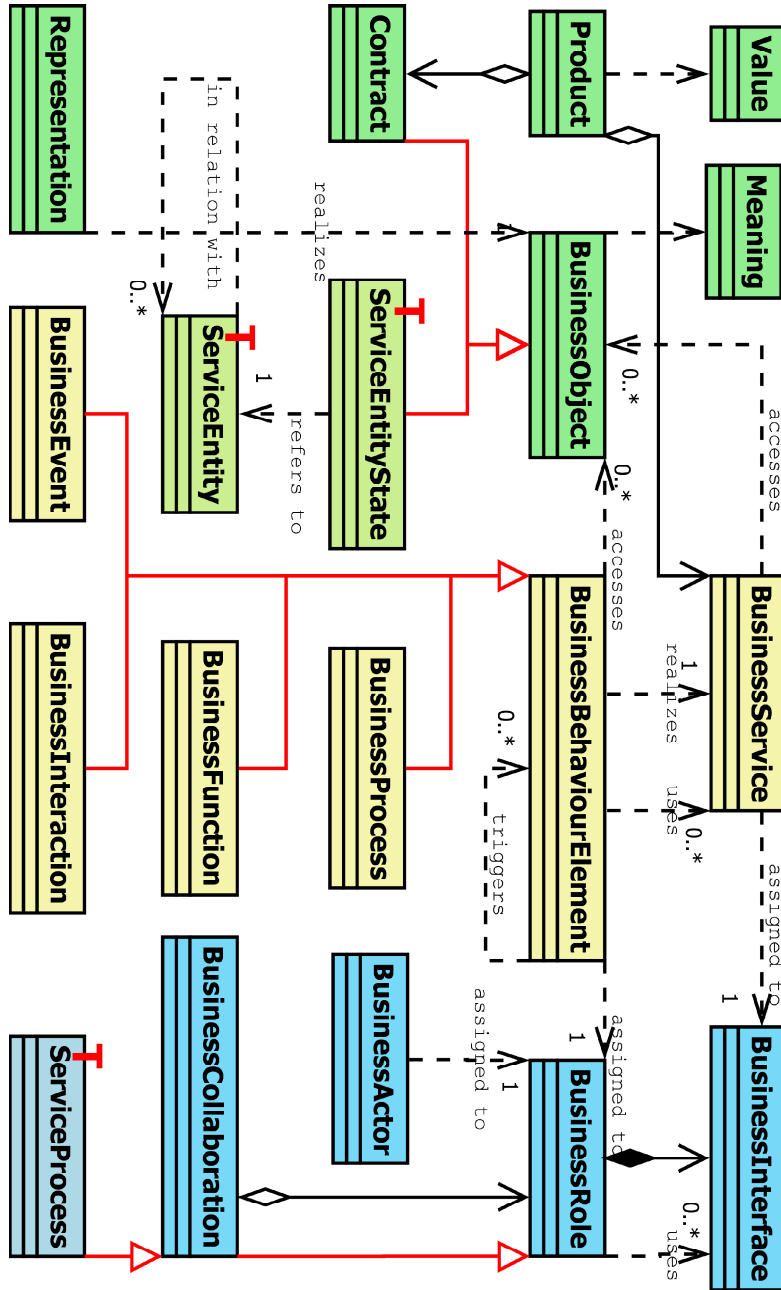 Value
Meaning
accesses
BusinessService
assigned to
1
BusinessInterface
0..*
realizes
1
uses
0..*
0..*
uses
Product
BusinessObject
0..*
accesses
BusinessBehaviourElement
assigned to
1
BusinessRole
1
0..*
triggers
assigned to
1
Contract
realizes
ServiceEntityState
BusinessProcess
BusinessActor
refers to
1
in relation with
0..*
ServiceEntity
BusinessFunction
BusinessCollaboration
Representation
BusinessEvent
BusinessInteraction
ServiceProcess